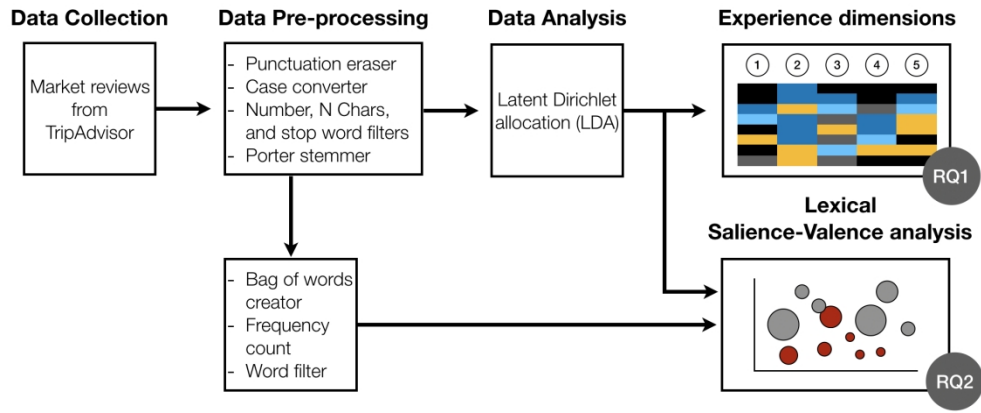 Data Collection
Data Pre-processing
Data Analysis
Experience dimensions
Market reviews
from
TripAdvisor
- Punctuation eraser
- Case converter
- Number, N Chars,
and stop word filters
- Porter stemmer
Latent Dirichlet
allocation (LDA)
1 2 3 4 5
RQ1
Lexical
Salience-Valence analysis
- Bag of words
creator
- Frequency
count
- Word filter
RQ2